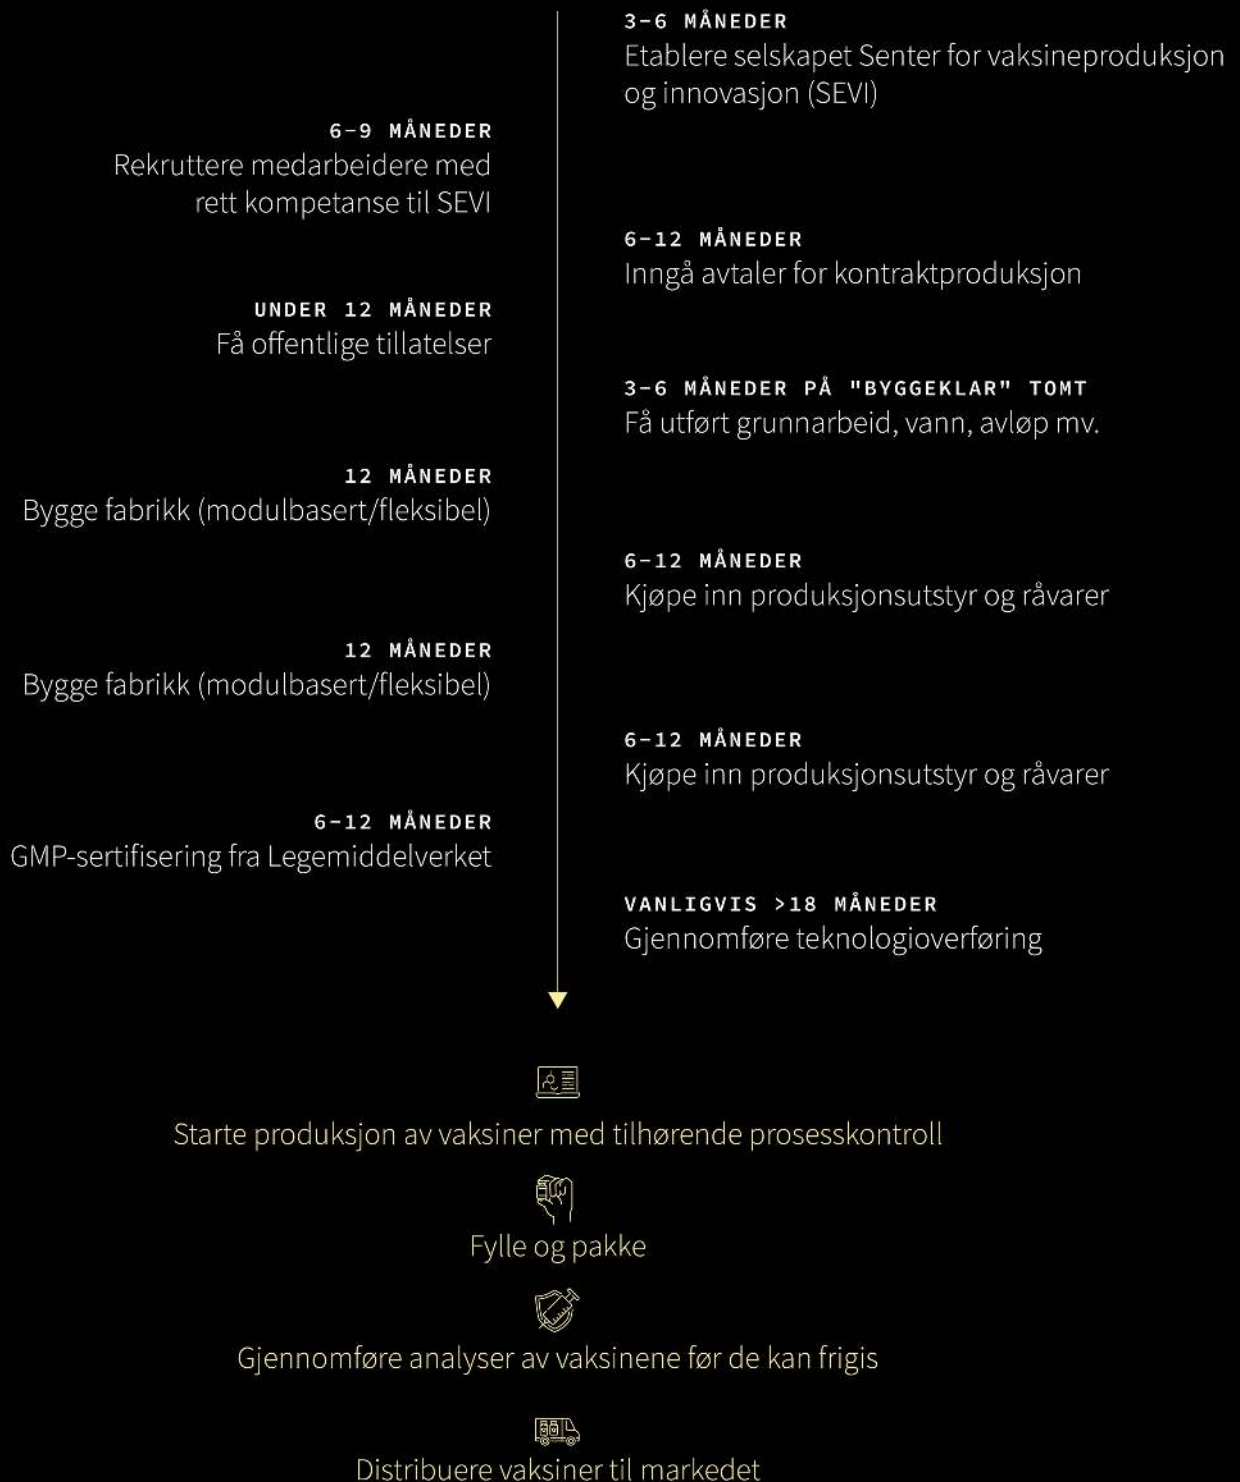 3–6 MÅNEDER
Etablere selskapet Senter for vaksineproduksjon
og innovasjon (SEVI)
6–9 MÅNEDER
Rekruttere medarbeidere med
rett kompetanse til SEVI
6–12 MÅNEDER
Inngå avtaler for kontraktproduksjon
UNDER 12 MÅNEDER
Få offentlige tillatelser
3–6 MÅNEDER PÅ "BYGGEKLAR" TOMT
Få utført grunnarbeid, vann, avløp mv.
12 MÅNEDER
Bygge fabrikk (modulbasert/fleksibel)
6–12 MÅNEDER
Kjøpe inn produksjonsutstyr og råvarer
12 MÅNEDER
Bygge fabrikk (modulbasert/fleksibel)
6–12 MÅNEDER
Kjøpe inn produksjonsutstyr og råvarer
6–12 MÅNEDER
GMP-sertifisering fra Legemiddelverket
VANLIGVIS >18 MÅNEDER
Gjennomføre teknologioverføring
Starte produksjon av vaksiner med tilhørende prosesskontroll
Fylle og pakke
Gjennomføre analyser av vaksinene før de kan frigis
Distribuere vaksiner til markedet